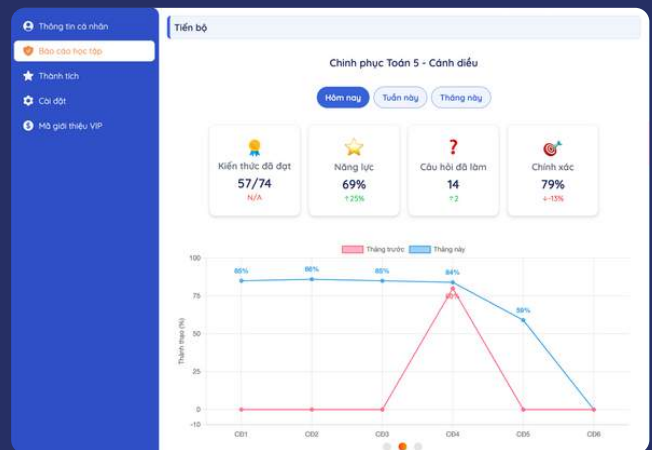 Thông tin cá nhân
Báo cáo học tập
Thành tích
Cài đặt
Mã giới thiệu VIP
Tiến bộ
Chinh phục Toán 5 - Cánh diều
Hôm nay
Tuần này
Tháng này
Kiến thức đã đạt
57/74
N/A
Năng lực
69%
↑25%
Câu hỏi đã làm
14
↑2
Chính xác
79%
↓-13%
Tháng trước
Tháng này
Thành thạo (%)
100
75
50
25
0
-10
85%
86%
85%
84%
59%
CĐ1
CĐ2
CĐ3
CĐ4
CĐ5
CĐ6